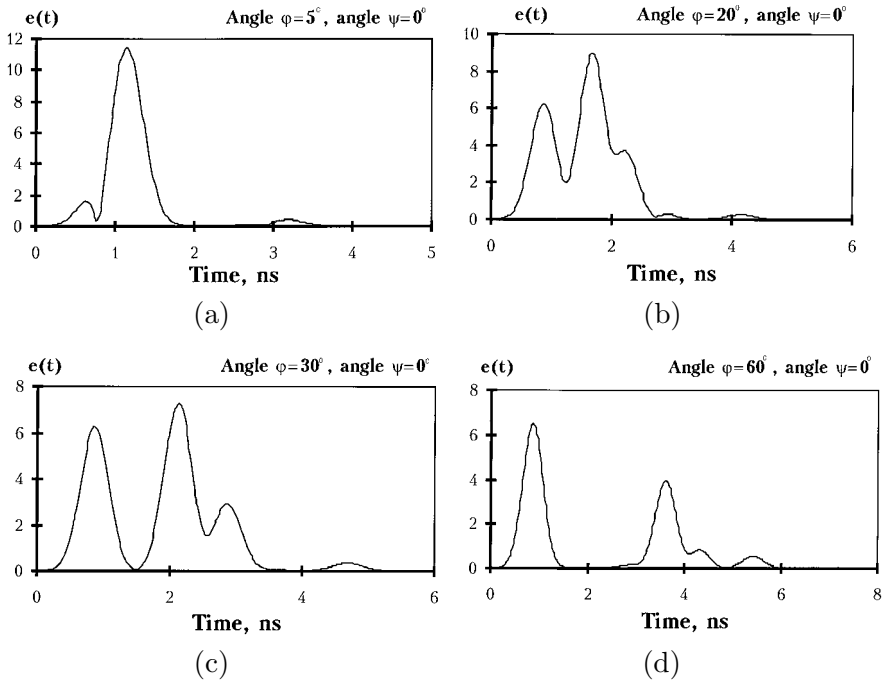 e(t) Angle φ=5°, angle ψ=0°
12
10
8
6
4
2
0
0 1 2 3 4 5
Time, ns
(a)
e(t) Angle φ=20°, angle ψ=0°
10
8
6
4
2
0
0 2 4 6
Time, ns
(b)
e(t) Angle φ=30°, angle ψ=0°
8
6
4
2
0
0 2 4 6
Time, ns
(c)
e(t) Angle φ=60°, angle ψ=0°
8
6
4
2
0
0 2 4 6 8
Time, ns
(d)